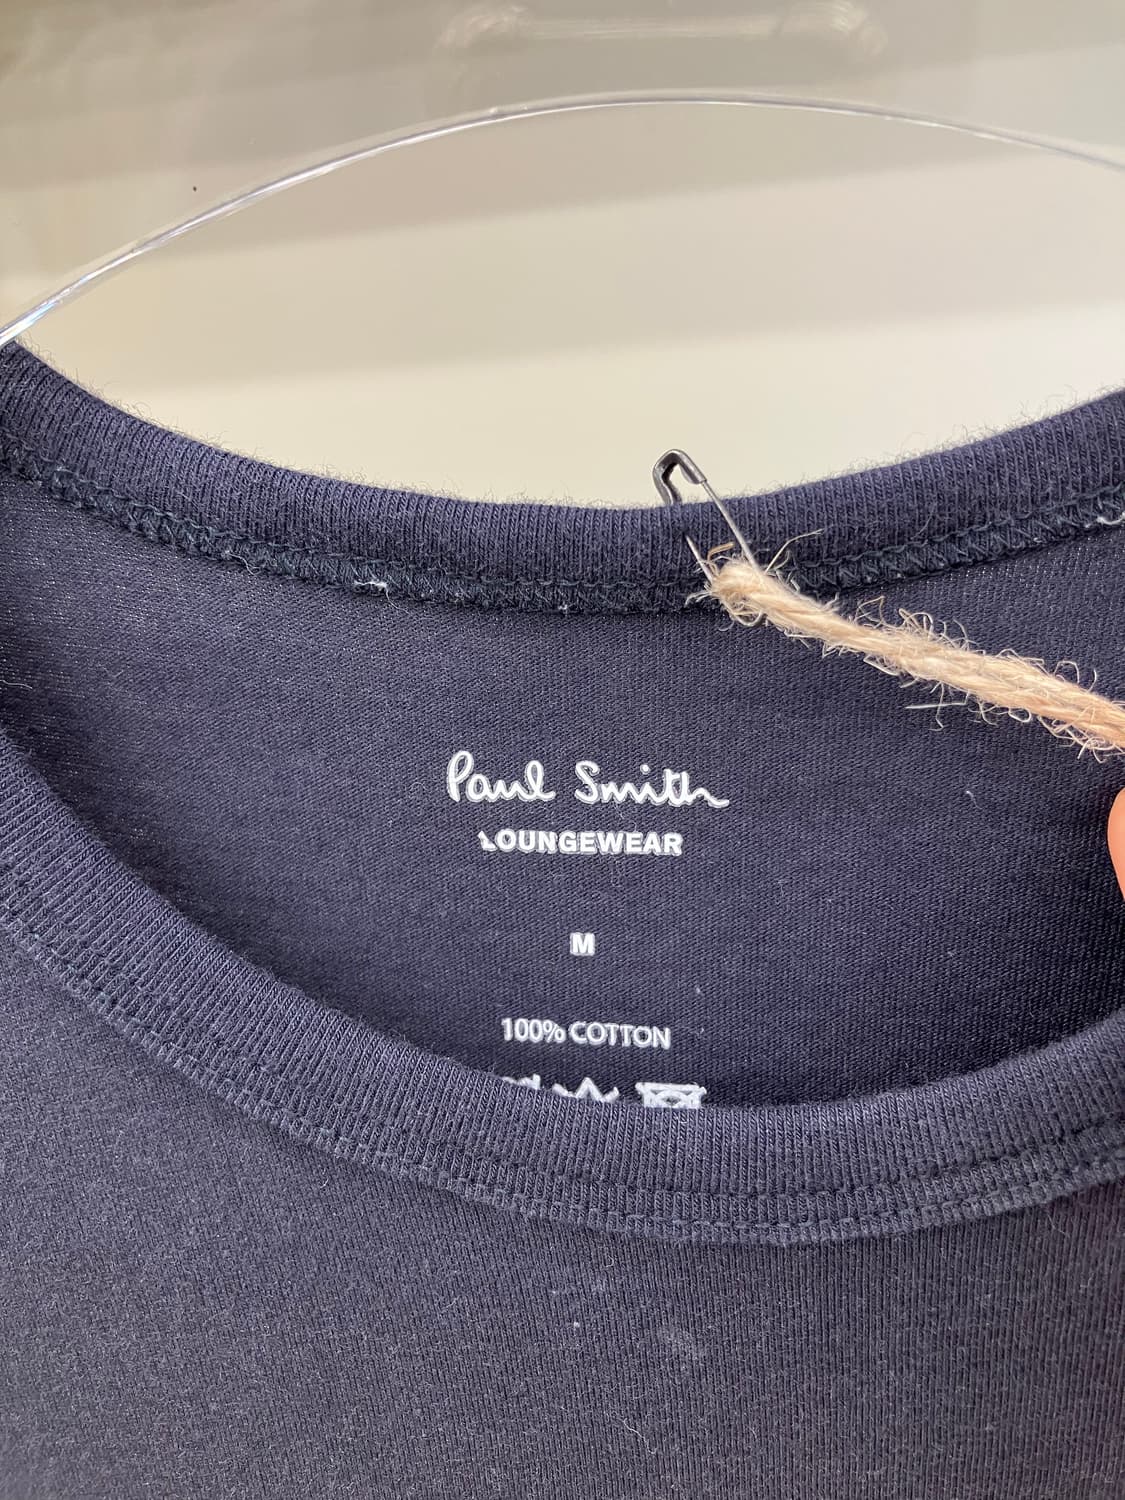 Paul Smith
LOUNGEWEAR
M
100% COTTON